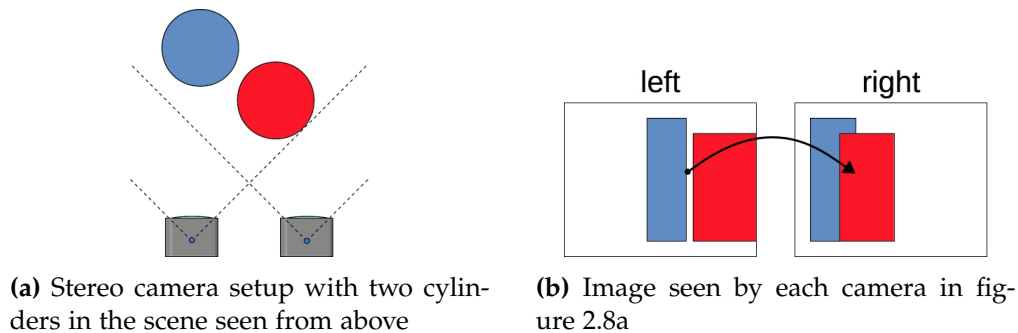 left
right
(a) Stereo camera setup with two cylin-
ders in the scene seen from above
(b) Image seen by each camera in fig-
ure 2.8a